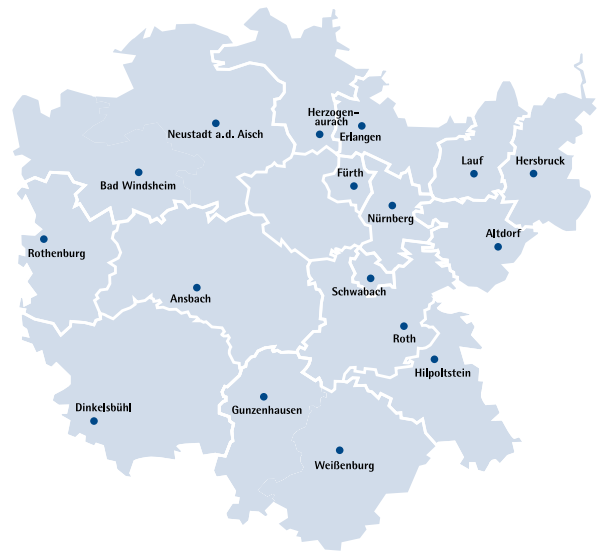 Herzogen-
aurach
Erlangen
Neustadt a.d. Aisch
Lauf
Hersbruck
Fürth
Bad Windsheim
Nürnberg
Altdorf
Rothenburg
Schwabach
Ansbach
Roth
Hilpoltstein
Dinkelsbühl
Gunzenhausen
Weißenburg